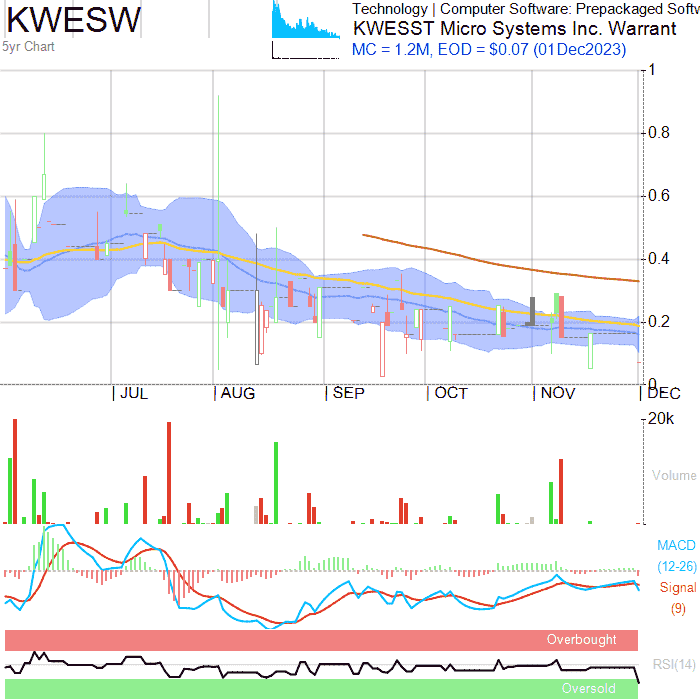 KWESW
5yr Chart
Technology | Computer Software: Prepackaged Softw
KWESST Micro Systems Inc. Warrant
MC = 1.2M, EOD = $0.07 (01Dec2023)
1
0.8
0.6
0.4
0.2
0
JUL AUG SEP OCT NOV DEC
20k
Volume
MACD
(12-26)
Signal
(9)
Overbought
RSI(14)
Oversold